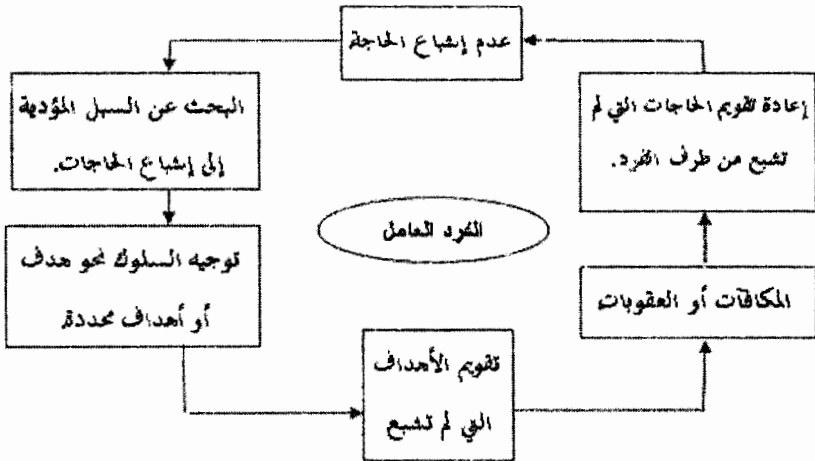 عدم إشباع الحاجة
البحث عن السبل المؤدية
إلى إشباع الحاجات.
إعادة تقويم الحاجات التي لم
تشبع من طرف الفرد.
الفرد العامل
توجيه السلوك نحو هدف
أو أهداف محددة.
المكافآت أو العقوبات
تقويم الأهداف
التي لم تشبع